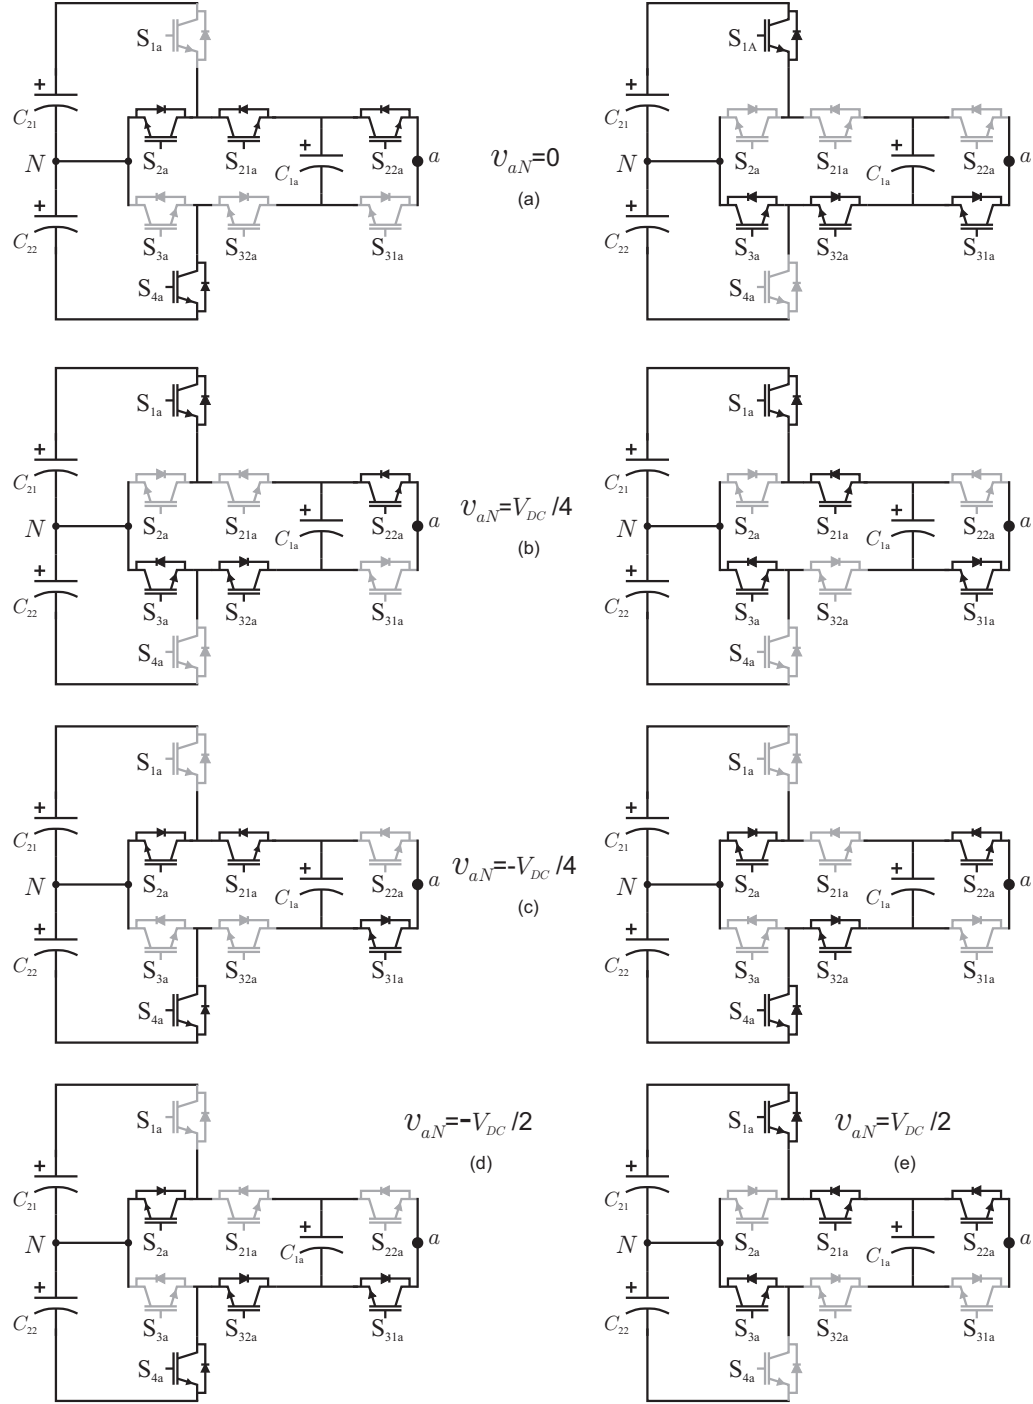 S1a
+
C21
S2a S21a
+
C1a
S22a
N
a
+
C22
S3a S32a S31a
S4a
vaN=0
(a)
S1A
+
C21
S2a S21a
+
C1a
S22a
N
a
+
C22
S3a S32a S31a
S4a
S1a
+
C21
S2a S21a
+
C1a
S22a
N
a
+
C22
S3a S32a S31a
S4a
vaN=VDC /4
(b)
S1a
+
C21
S2a S21a
+
C1a
S22a
N
a
+
C22
S3a S32a S31a
S4a
S1a
+
C21
S2a S21a
+
C1a
S22a
N
a
+
C22
S3a S32a S31a
S4a
vaN=-VDC /4
(c)
S1a
+
C21
S2a S21a
+
C1a
S22a
N
a
+
C22
S3a S32a S31a
S4a
S1a
vaN=-VDC /2
(d)
+
C21
S2a S21a
+
C1a
S22a
N
a
+
C22
S3a S32a S31a
S4a
S1a
vaN=VDC /2
(e)
+
C21
S2a S21a
+
C1a
S22a
N
a
+
C22
S3a S32a S31a
S4a